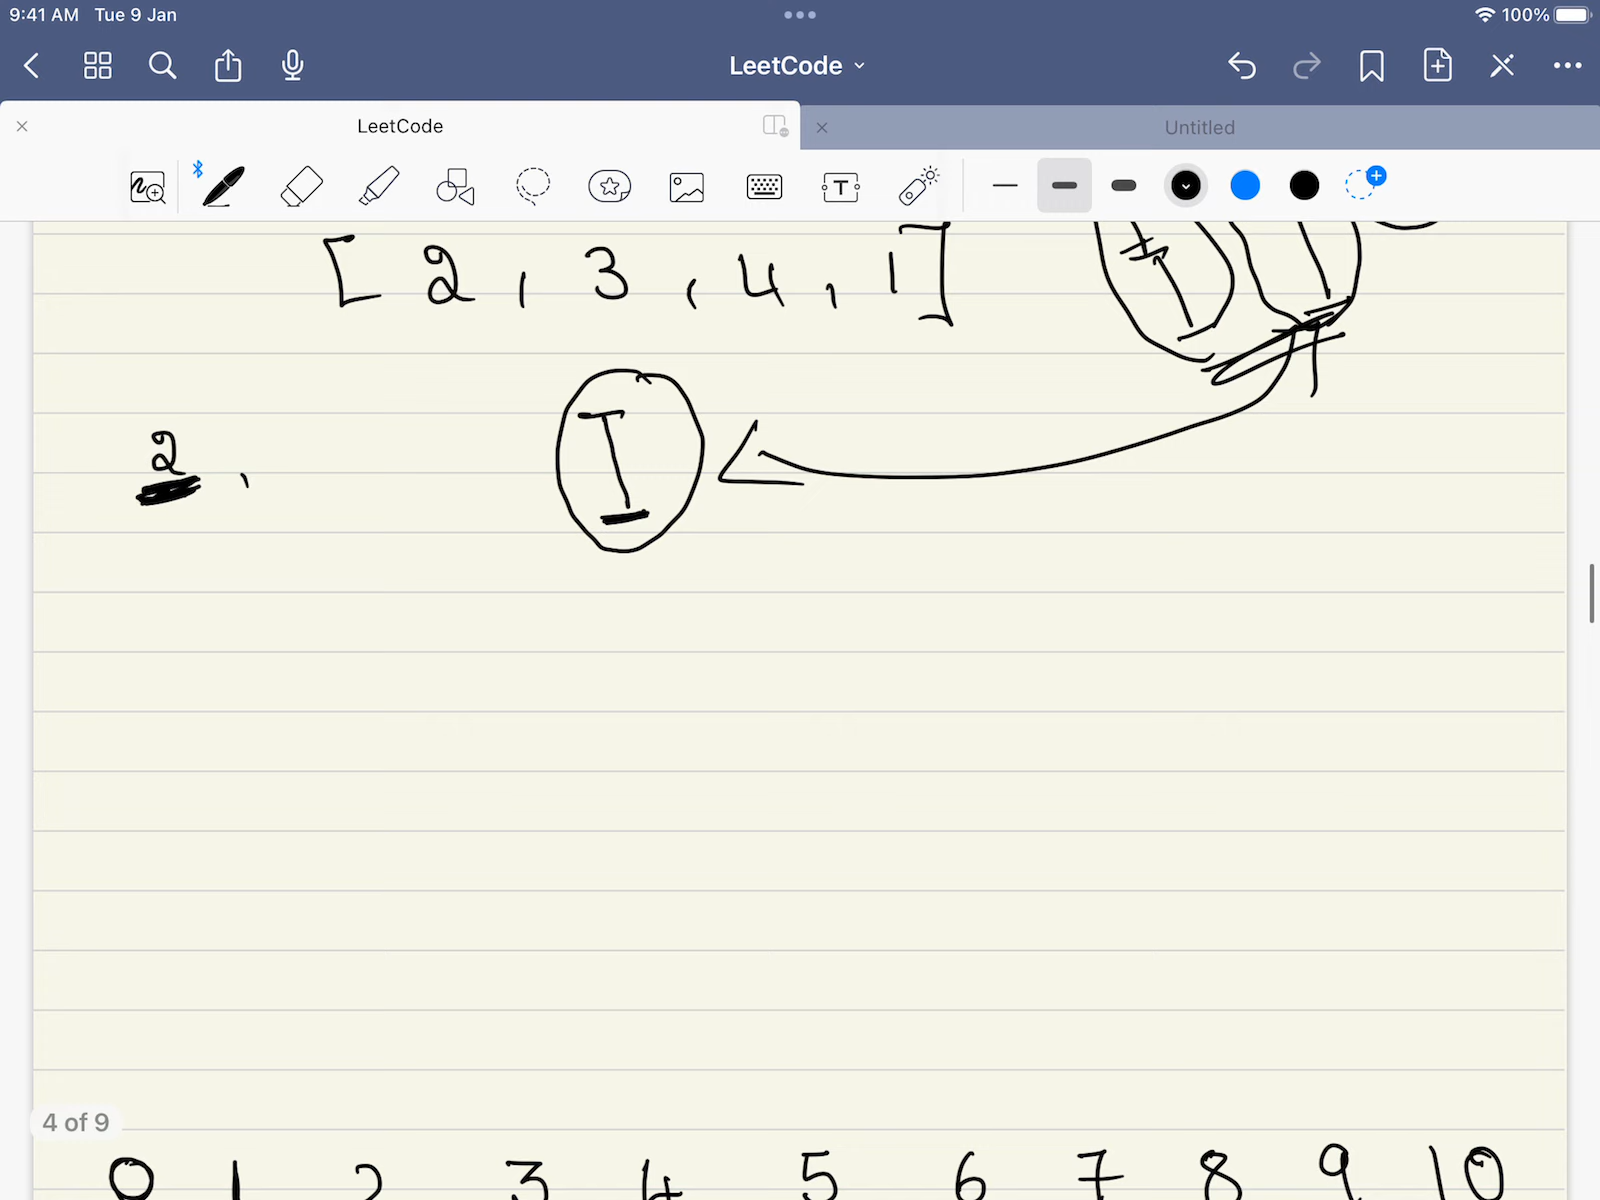 9:41 AM Tue 9 Jan 100%
LeetCode
LeetCode Untitled
T
[ 2 , 3 , 4 , 1 ]
2 , I
4 of 9
0 1 2 3 4 5 6 7 8 9 10